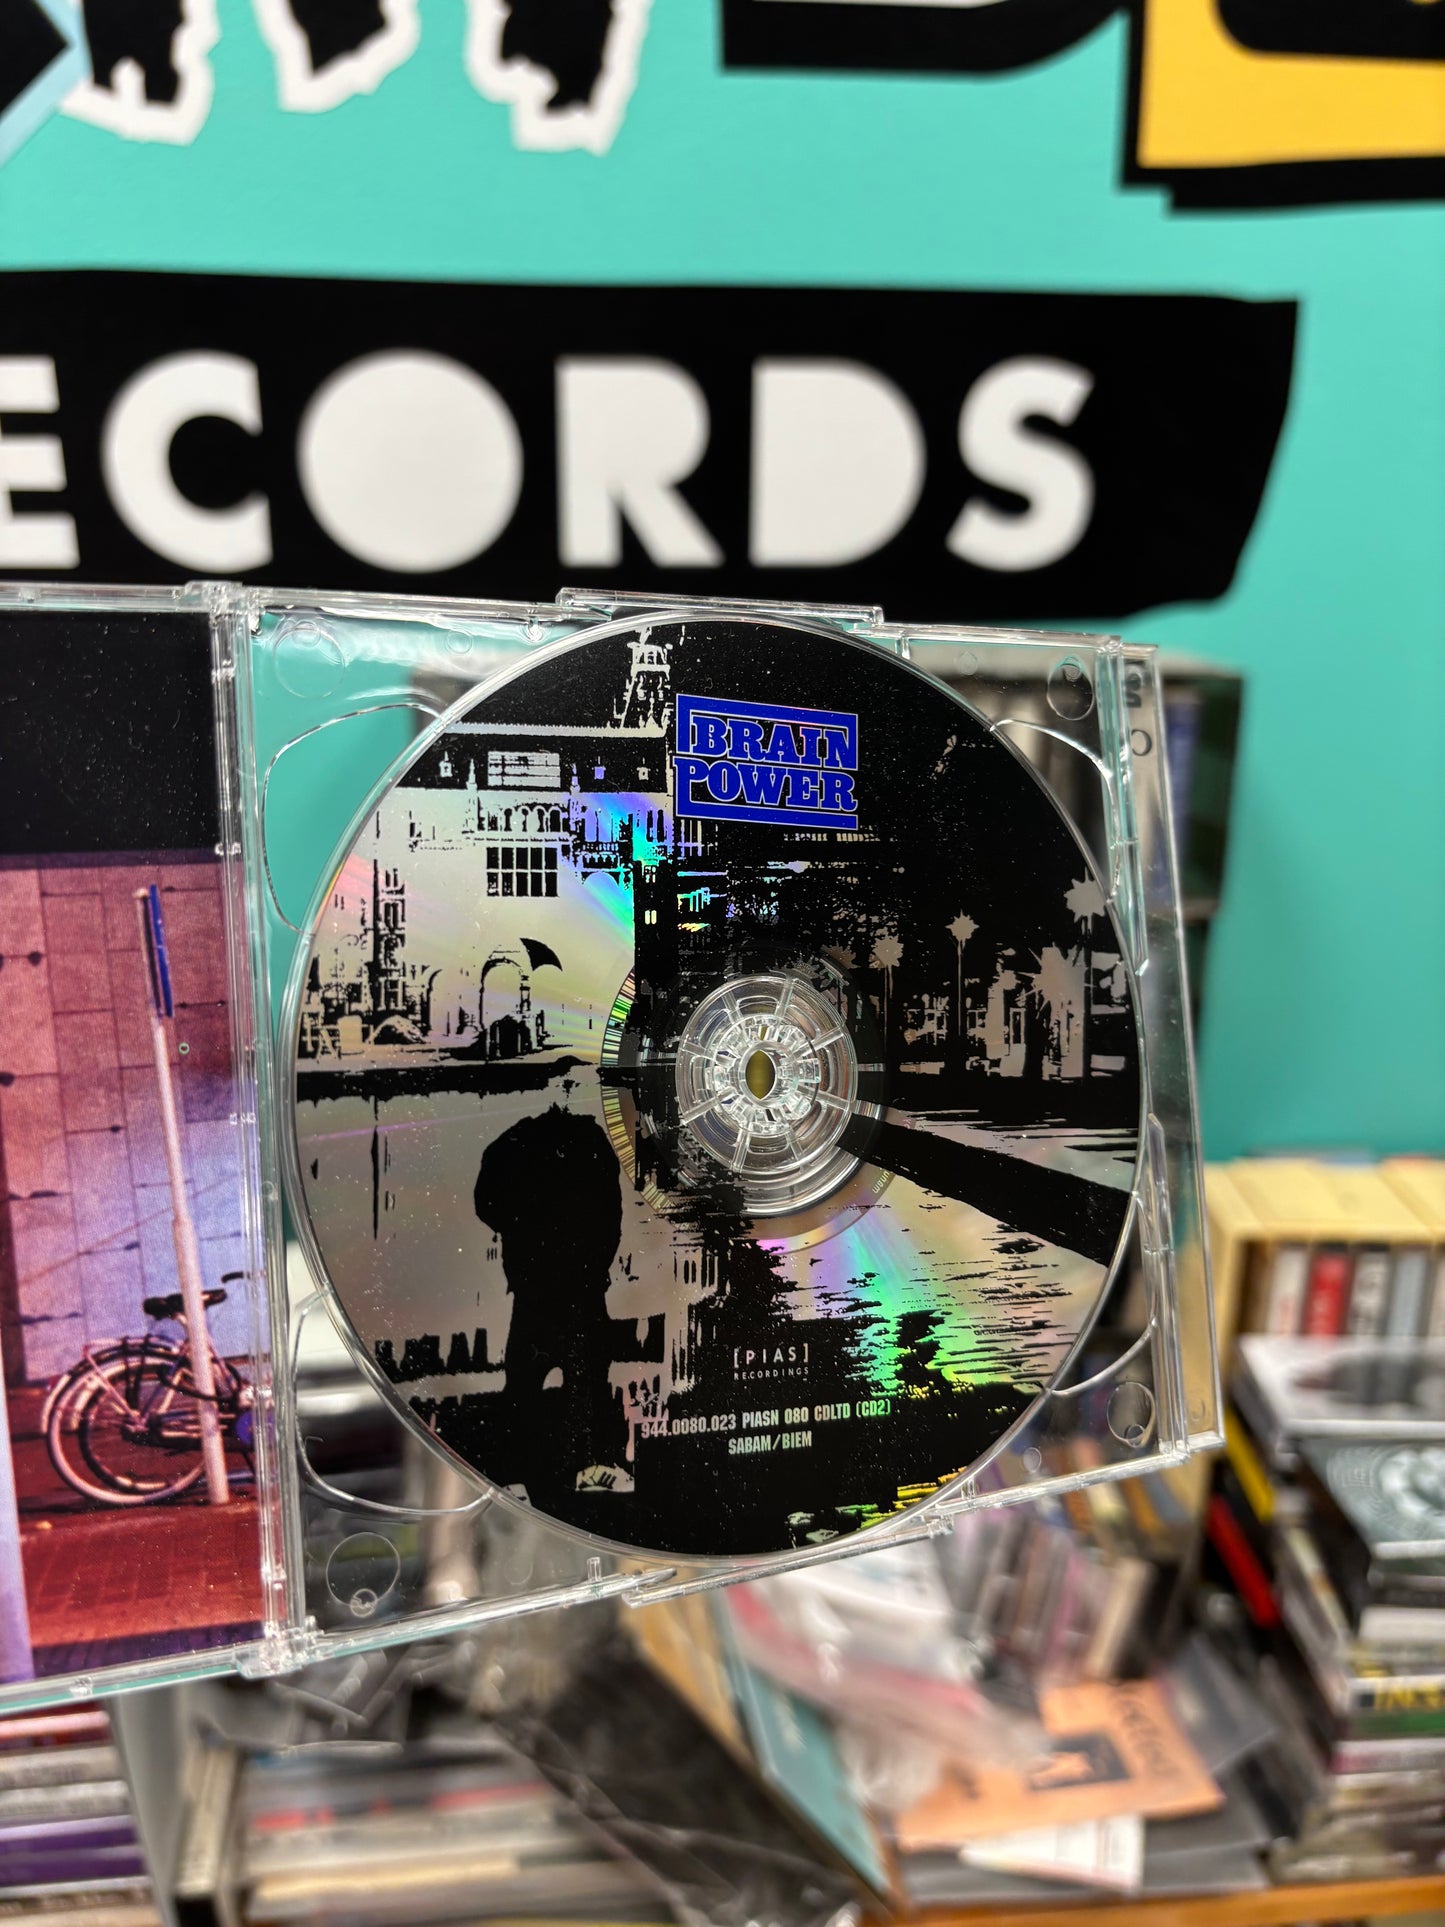 ECORDS
BRAIN
POWER
[PIAS]
RECORDINGS
944.0080.023 PIASN 080 CDLTD (CD2)
SABAM/BIEM